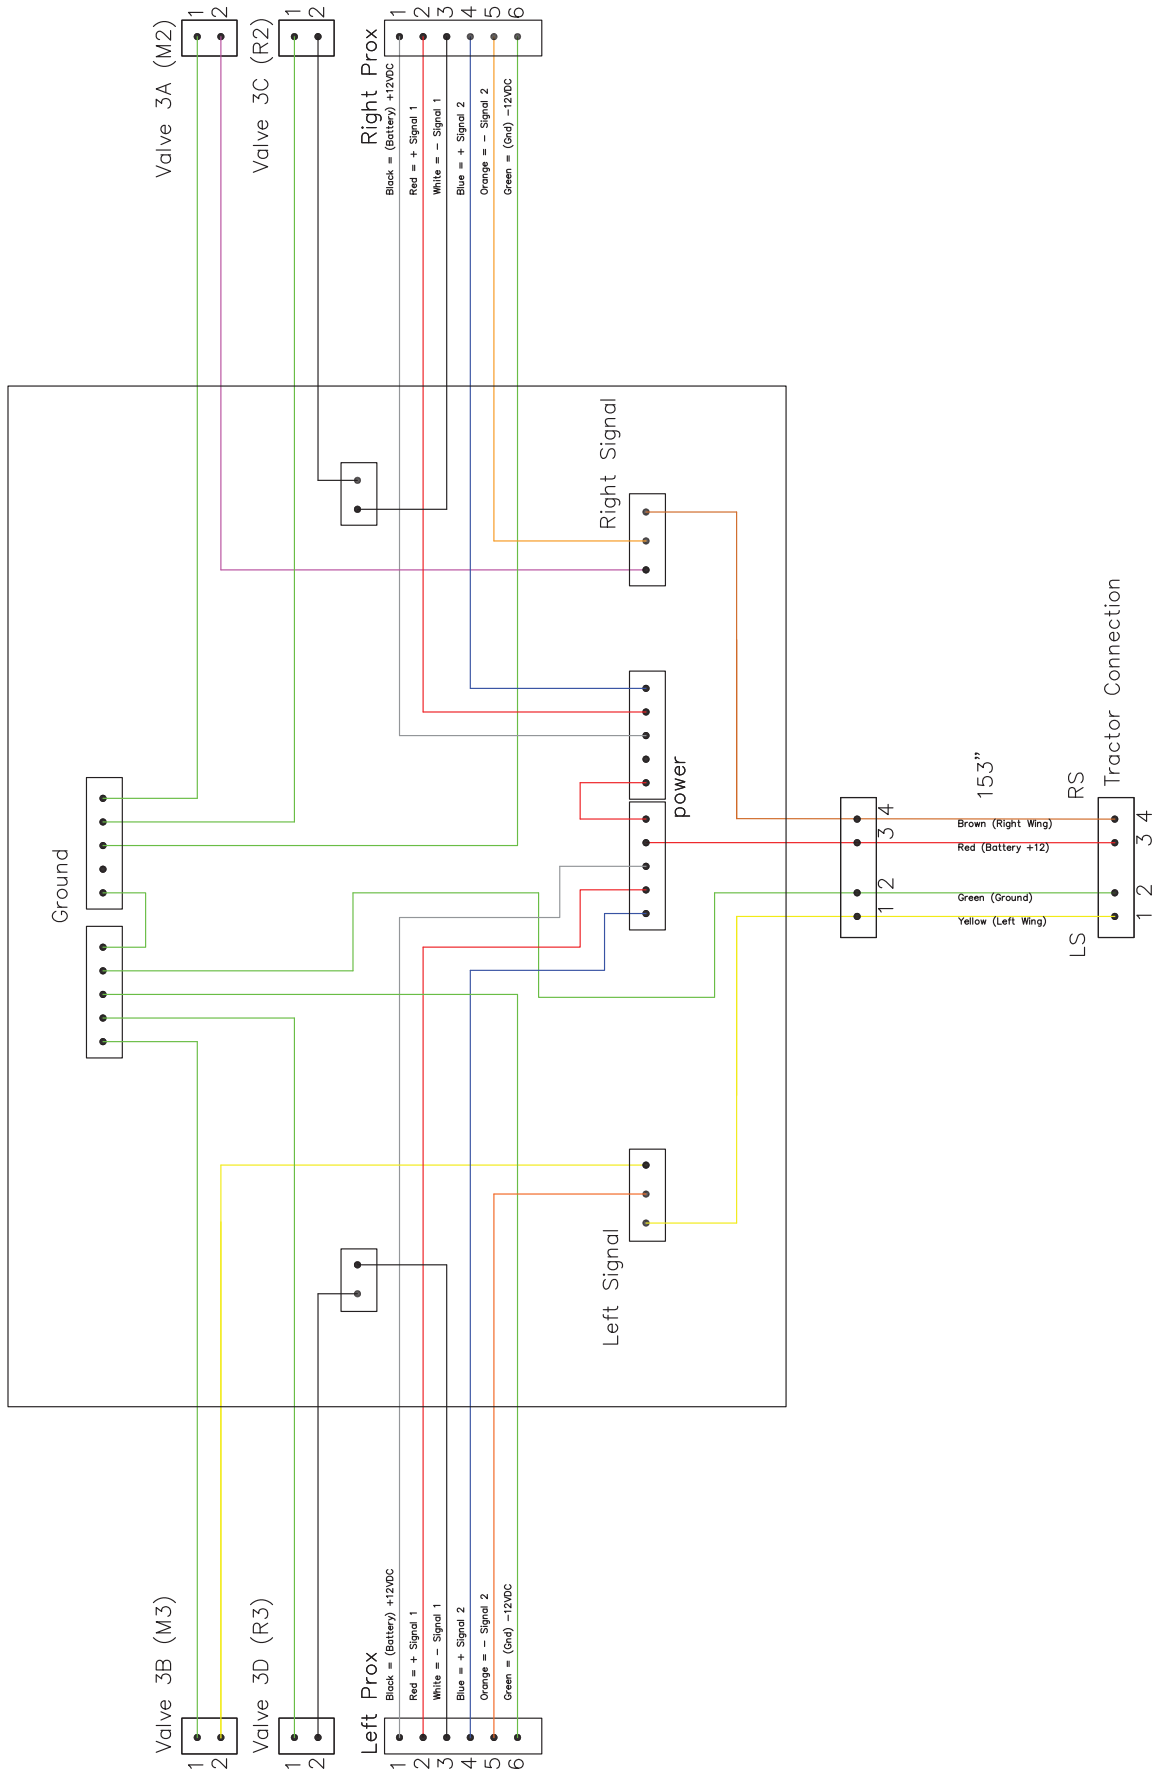 Valve 3A (M2)
1
2
Valve 3C (R2)
1
2
Right Prox
1
2
3
4
5
6
Black = (Battery) +12VDC
Red = + Signal 1
White = − Signal 1
Blue = + Signal 2
Orange = − Signal 2
Green = (Gnd) −12VDC
Right Signal
Ground
power
153”
RS
Tractor Connection
4
3
2
1
Brown (Right Wing)
Red (Battery +12)
Green (Ground)
Yellow (Left Wing)
4
3
2
1
LS
Left Signal
Valve 3B (M3)
1
2
Valve 3D (R3)
1
2
Left Prox
Black = (Battery) +12VDC
Red = + Signal 1
White = − Signal 1
Blue = + Signal 2
Orange = − Signal 2
Green = (Gnd) −12VDC
1
2
3
4
5
6